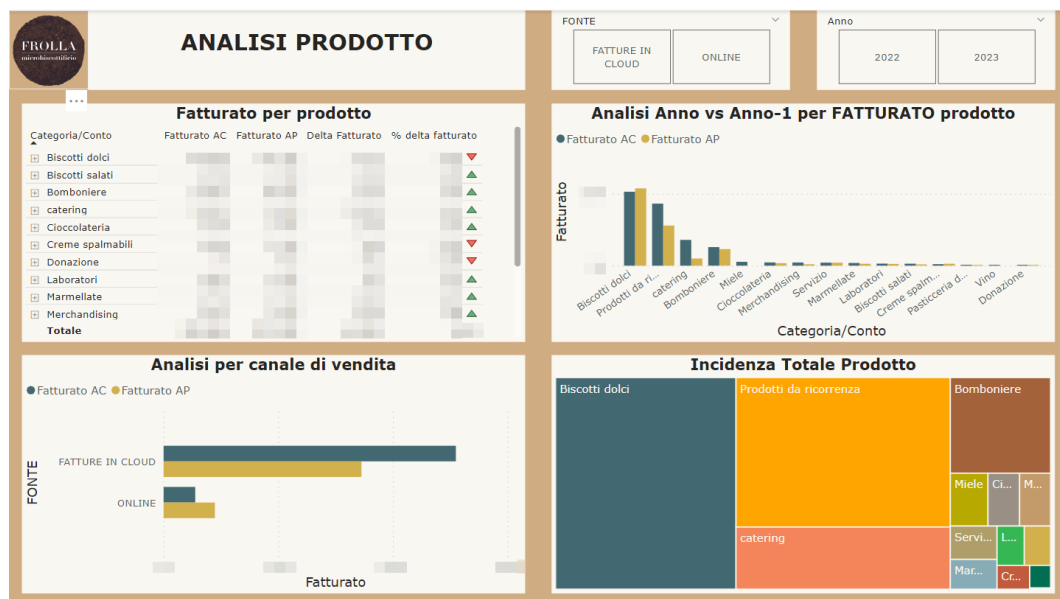 FROLLA
microbiscottificio
ANALISI PRODOTTO
FONTE
FATTURE IN
CLOUD
ONLINE
Anno
2022
2023
Fatturato per prodotto
Categoria/Conto Fatturato AC Fatturato AP Delta Fatturato % delta fatturato
Biscotti dolci
Biscotti salati
Bomboniere
catering
Cioccolateria
Creme spalmabili
Donazione
Laboratori
Marmellate
Merchandising
Totale
Analisi Anno vs Anno-1 per FATTURATO prodotto
Fatturato AC Fatturato AP
Fatturato
Biscotti dolci
Prodotti da ri...
catering
Bomboniere
Miele
Cioccolateria
Merchandising
Servizio
Marmellate
Laboratori
Biscotti salati
Creme spalm...
Pasticceria d...
Vino
Donazione
Categoria/Conto
Analisi per canale di vendita
Fatturato AC Fatturato AP
FONTE
FATTURE IN CLOUD
ONLINE
Fatturato
Incidenza Totale Prodotto
Biscotti dolci
Prodotti da ricorrenza
Bomboniere
Miele
Ci...
M...
catering
Servi...
L...
Mar...
Cr...